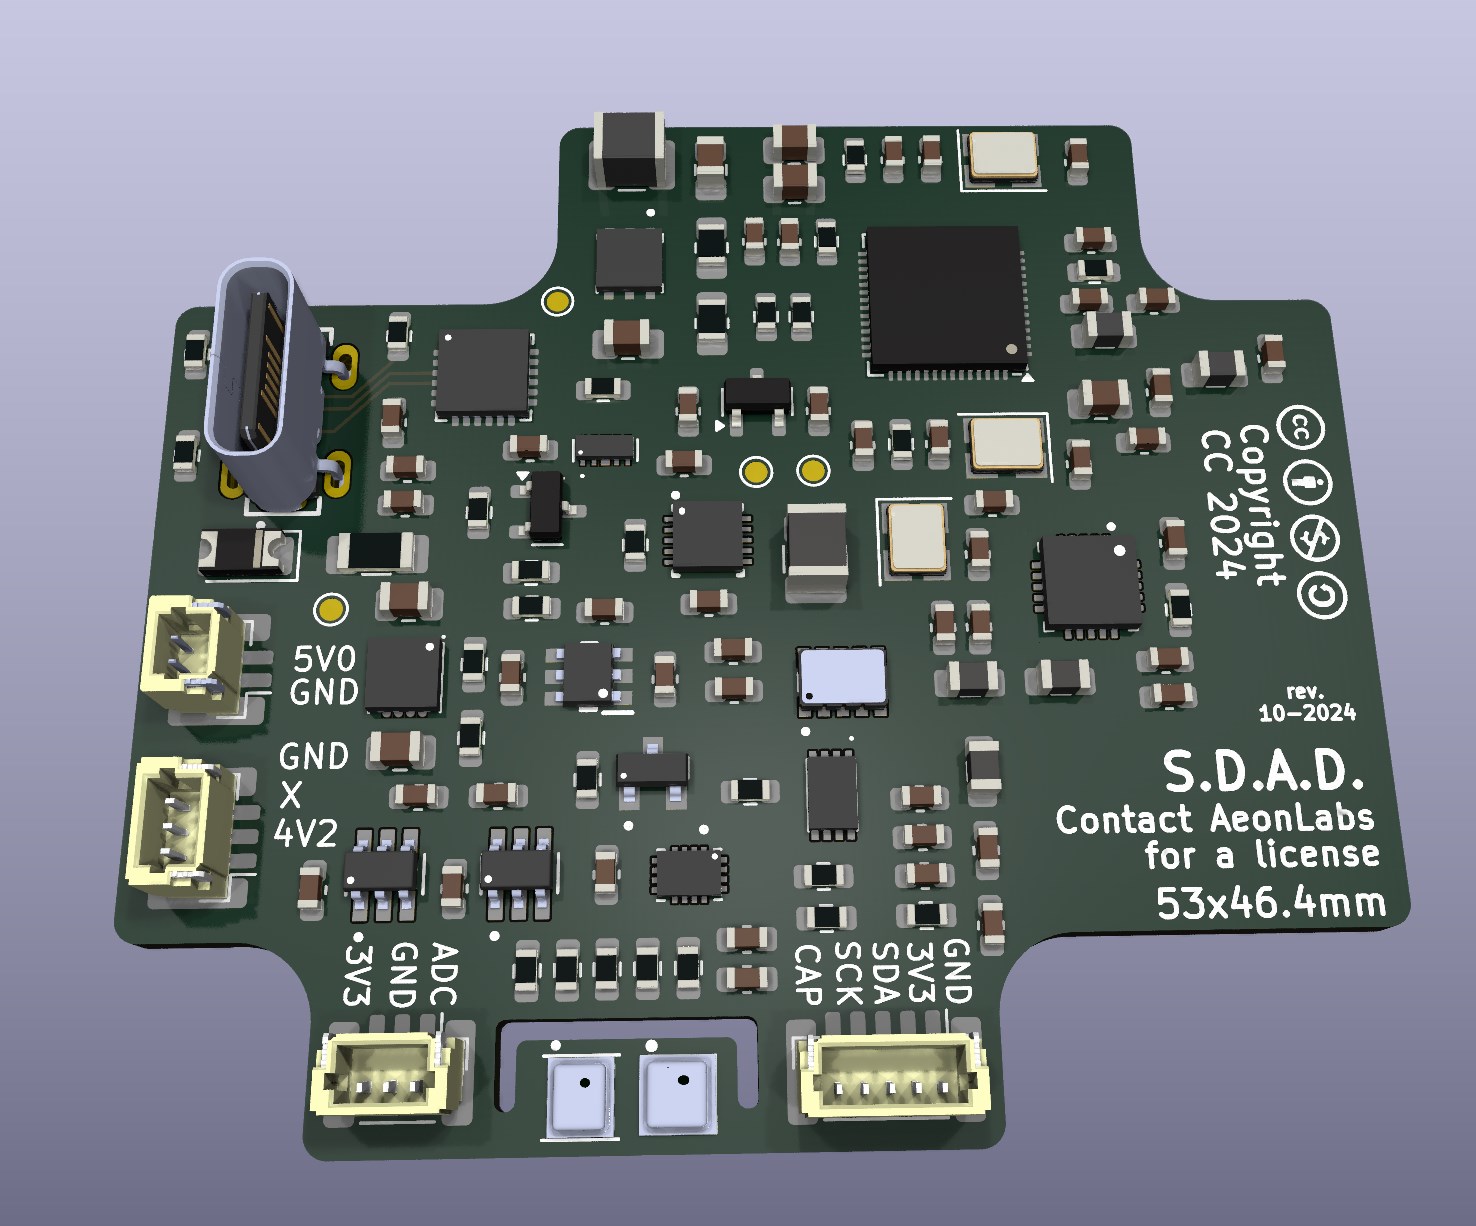 Copyright
CC 2024
cc
5V0
GND
GND
X
4V2
rev.
10-2024
S.D.A.D.
Contact AeonLabs
for a license
53x46.4mm
3V3
GND
ADC
CAP
SCK
SDA
3V3
GND